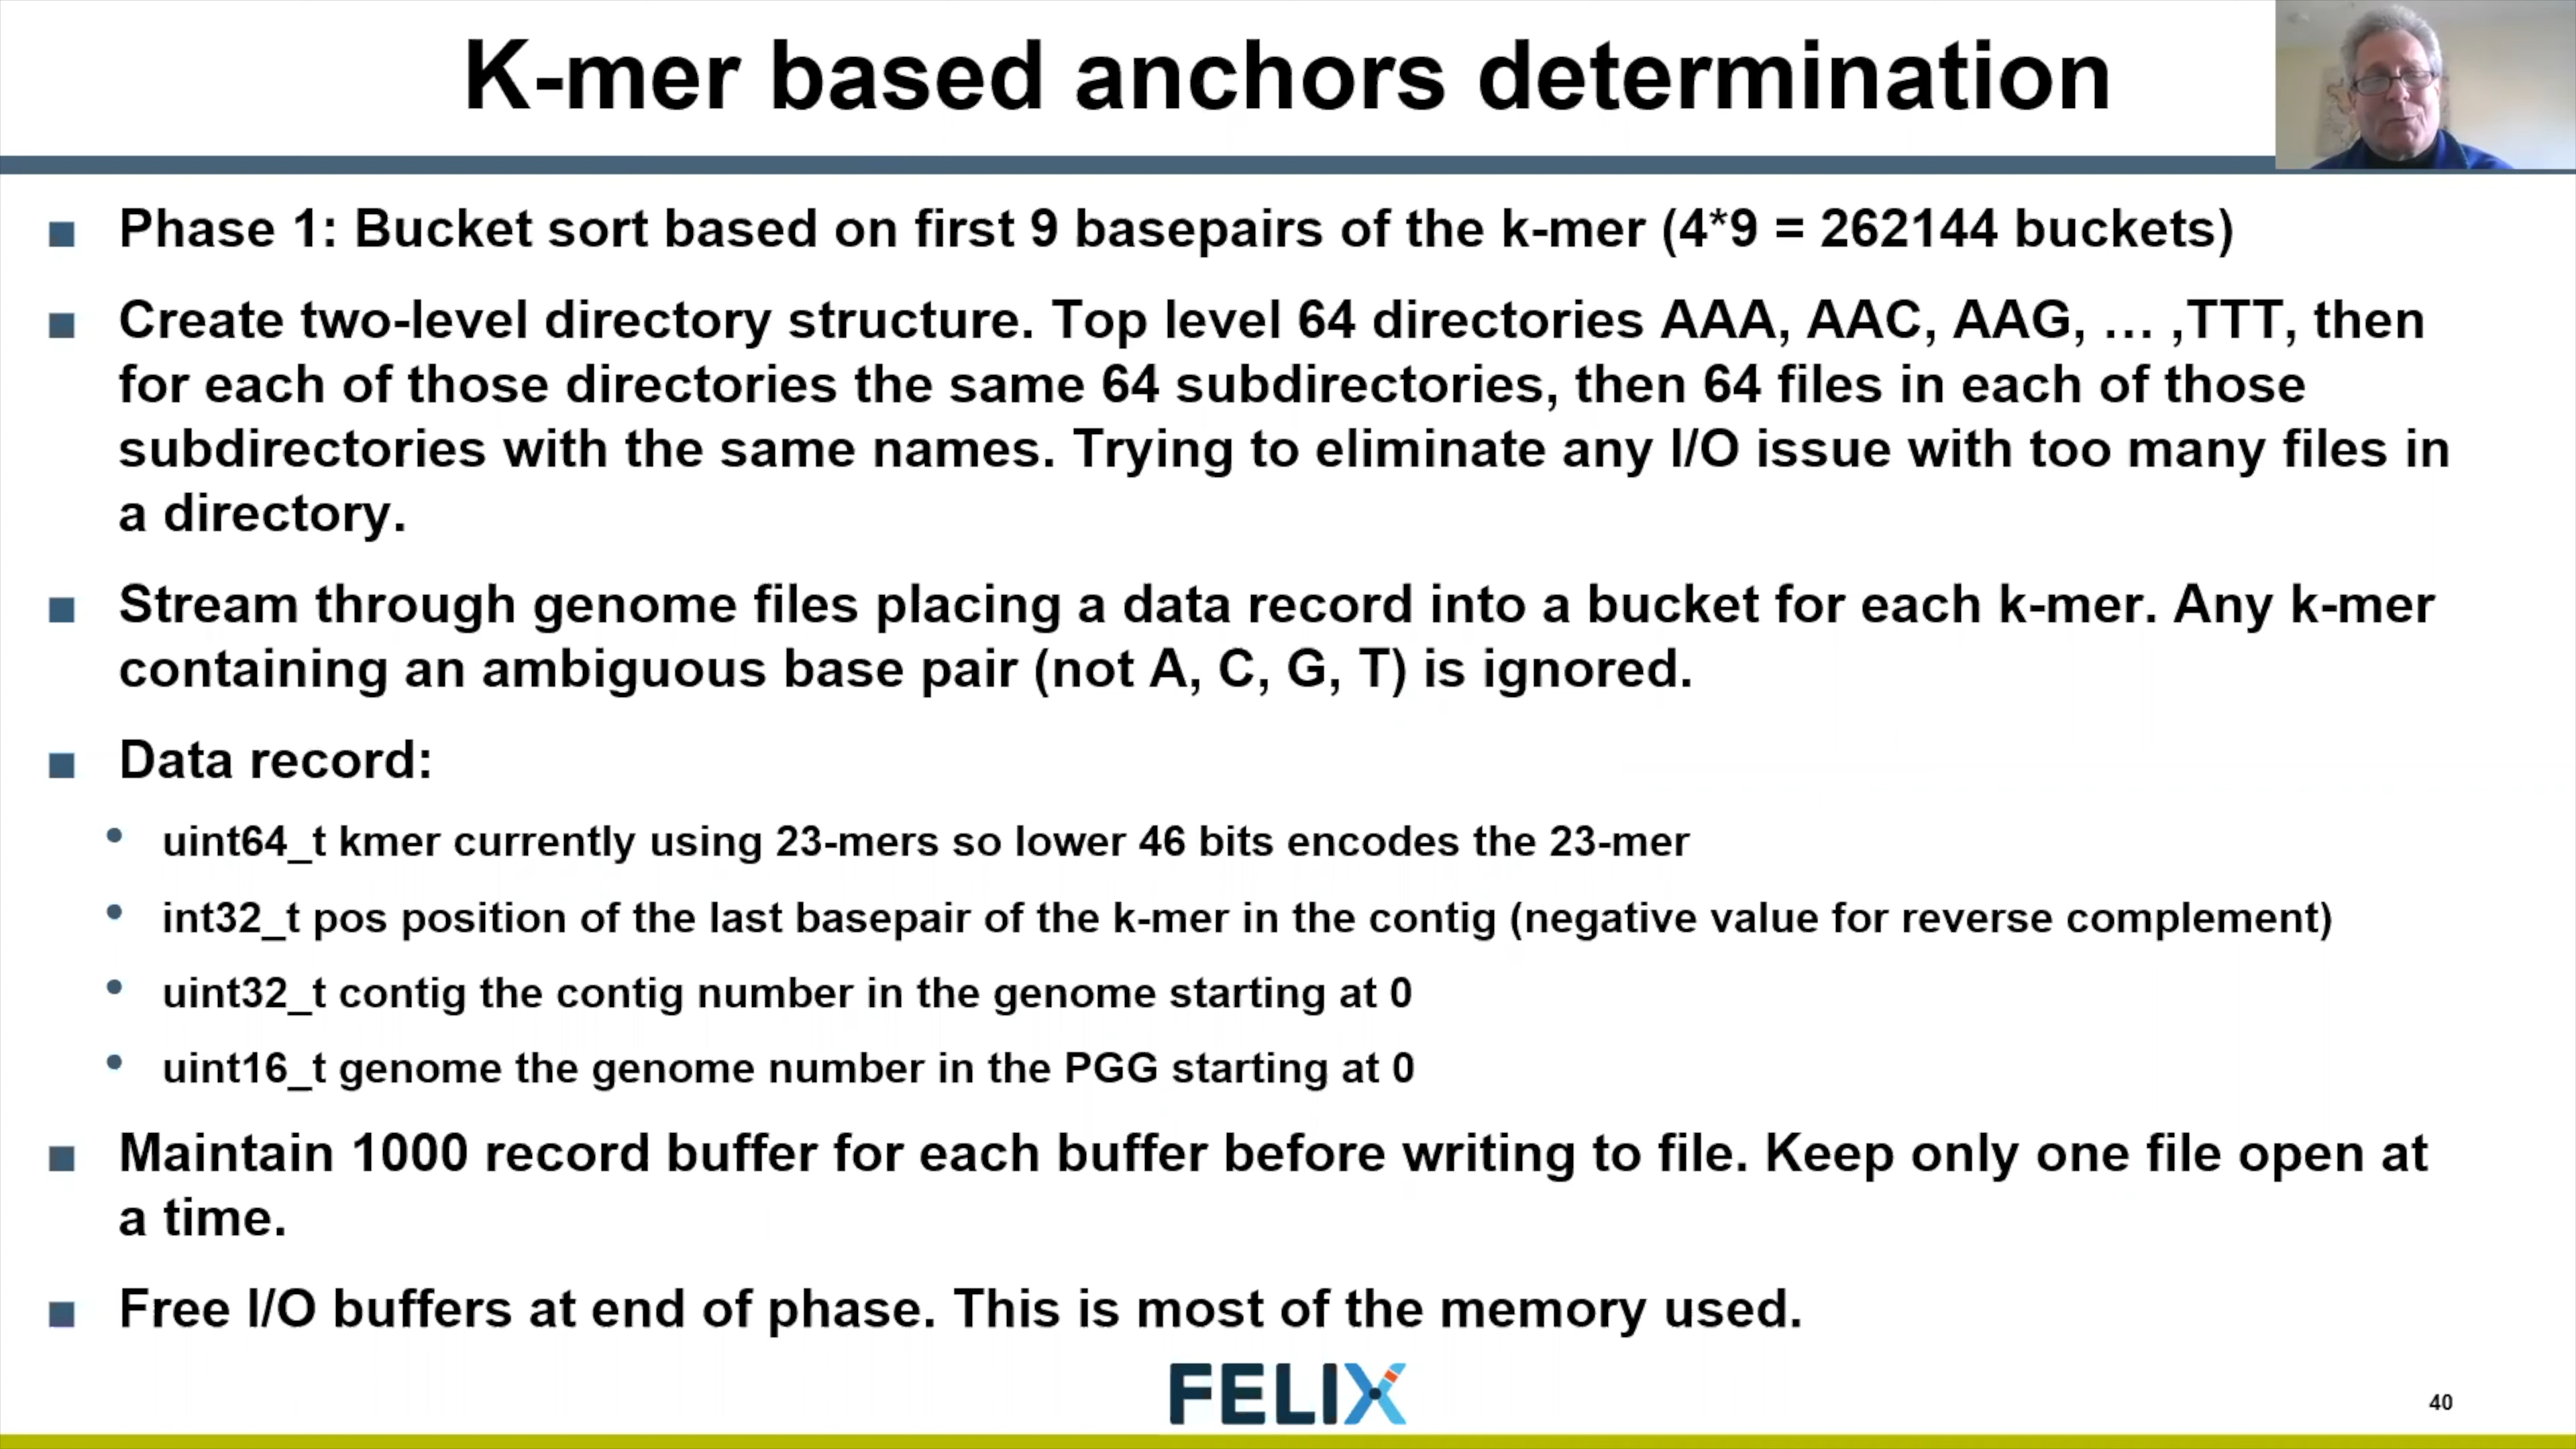 K-mer based anchors determination
Phase 1: Bucket sort based on first 9 basepairs of the k-mer (4*9 = 262144 buckets)
Create two-level directory structure. Top level 64 directories AAA, AAC, AAG, … ,TTT, then
for each of those directories the same 64 subdirectories, then 64 files in each of those
subdirectories with the same names. Trying to eliminate any I/O issue with too many files in
a directory.
Stream through genome files placing a data record into a bucket for each k-mer. Any k-mer
containing an ambiguous base pair (not A, C, G, T) is ignored.
Data record:
uint64_t kmer currently using 23-mers so lower 46 bits encodes the 23-mer
int32_t pos position of the last basepair of the k-mer in the contig (negative value for reverse complement)
uint32_t contig the contig number in the genome starting at 0
uint16_t genome the genome number in the PGG starting at 0
Maintain 1000 record buffer for each buffer before writing to file. Keep only one file open at
a time.
Free I/O buffers at end of phase. This is most of the memory used.
FELIX
40